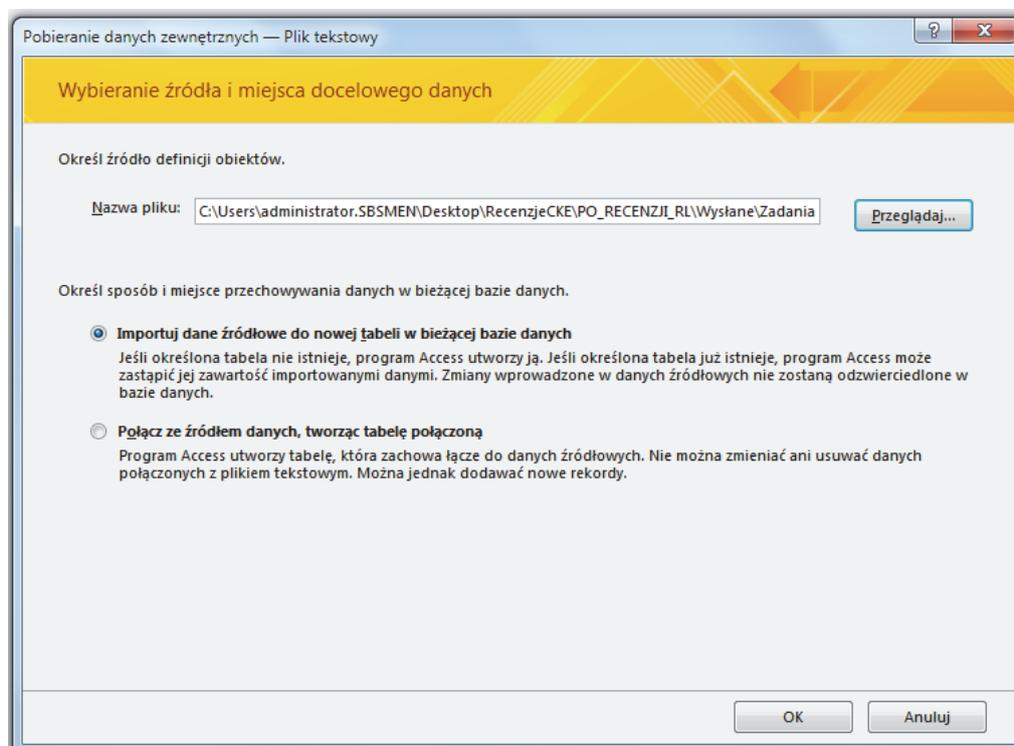 Pobieranie danych zewnętrznych — Plik tekstowy
Wybieranie źródła i miejsca docelowego danych
Określ źródło definicji obiektów.
Nazwa pliku: C:\Users\administrator.SBSMEN\Desktop\RecenzjeCKE\PO_RECENZJI_RL\Wysłane\Zadania Przeglądaj...
Określ sposób i miejsce przechowywania danych w bieżącej bazie danych.
Importuj dane źródłowe do nowej tabeli w bieżącej bazie danych
Jeśli określona tabela nie istnieje, program Access utworzy ją. Jeśli określona tabela już istnieje, program Access może
zastąpić jej zawartość importowanymi danymi. Zmiany wprowadzone w danych źródłowych nie zostaną odzwierciedlone w
bazie danych.
Połącz ze źródłem danych, tworząc tabelę połączoną
Program Access utworzy tabelę, która zachowa łącze do danych źródłowych. Nie można zmieniać ani usuwać danych
połączonych z plikiem tekstowym. Można jednak dodawać nowe rekordy.
OK Anuluj